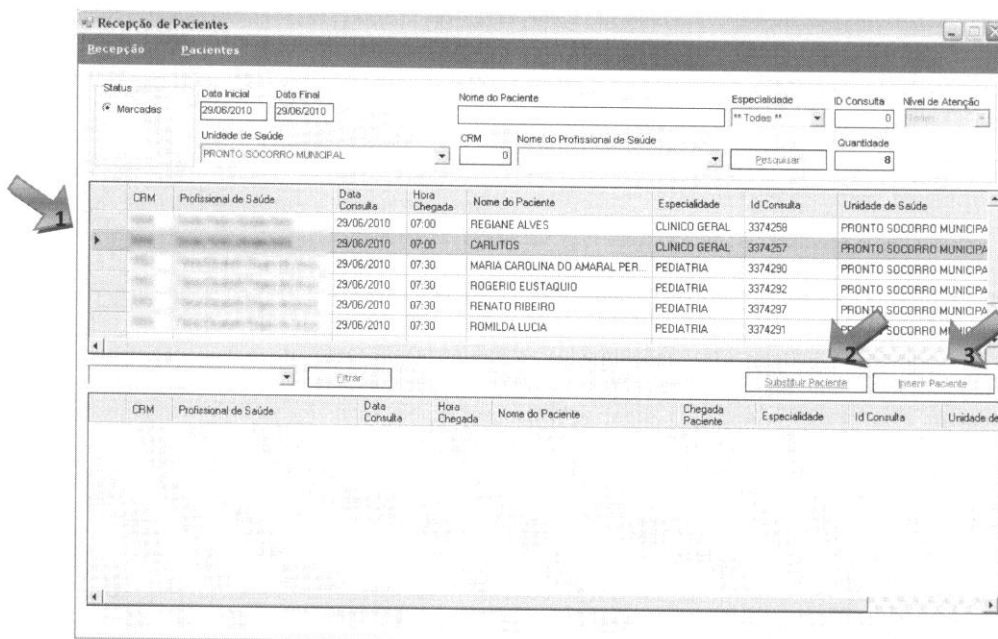 Recepção de Pacientes
Recepção Pacientes
Status
Marcadas
Data Inicial Data Final Nome do Paciente Especialidade ID Consulta Nível de Atenção
29/06/2010 29/06/2010 ** Todas ** 0
Unidade de Saúde CRM Nome do Profissional de Saúde Quantidade
PRONTO SOCORRO MUNICIPAL 0 Pesquisar 8
1
CRM Profissional de Saúde Data Consulta Hora Chegada Nome do Paciente Especialidade Id Consulta Unidade de Saúde
29/06/2010 07:00 REGIANE ALVES CLINICO GERAL 3374258 PRONTO SOCORRO MUNICIPA
29/06/2010 07:00 CARLITOS CLINICO GERAL 3374257 PRONTO SOCORRO MUNICIPA
29/06/2010 07:30 MARIA CAROLINA DO AMARAL PER... PEDIATRIA 3374290 PRONTO SOCORRO MUNICIPA
29/06/2010 07:30 ROGERIO EUSTAQUIO PEDIATRIA 3374292 PRONTO SOCORRO MUNICIPA
29/06/2010 07:30 RENATO RIBEIRO PEDIATRIA 3374297 PRONTO SOCORRO MUNICIPA
29/06/2010 07:30 ROMILDA LUCIA PEDIATRIA 3374291 SOCORRO
2 3
Filtrar Substituir Paciente Inserir Paciente
CRM Profissional de Saúde Data Consulta Hora Chegada Nome do Paciente Chegada Paciente Especialidade Id Consulta Unidade de